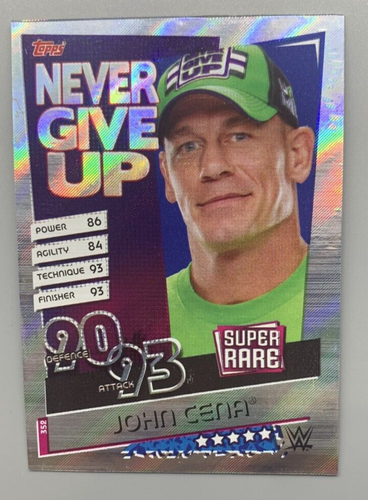 Topps
GIVE UP
NEVER
GIVE
UP
POWER 86
AGILITY 84
TECHNIQUE 93
FINISHER 93
90
DEFENCE
93
ATTACK
SUPER
RARE
JOHN CENA®
352
W